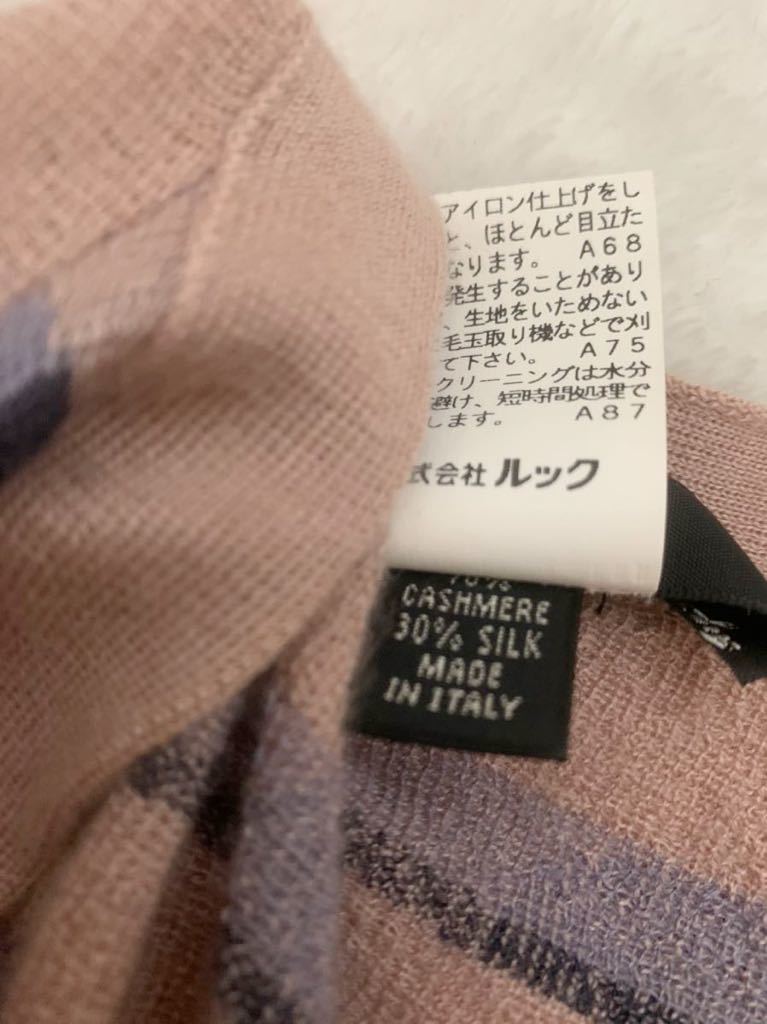 アイロン仕上げをし
と、ほとんど目立た
なります。 A68
発生することがあり
、生地をいためない
毛玉取り機などで刈
て下さい。 A75
クリーニングは水分
避け、短時間処理で
します。 A87
式会社 ルック
70%
CASHMERE
30% SILK
MADE
IN ITALY